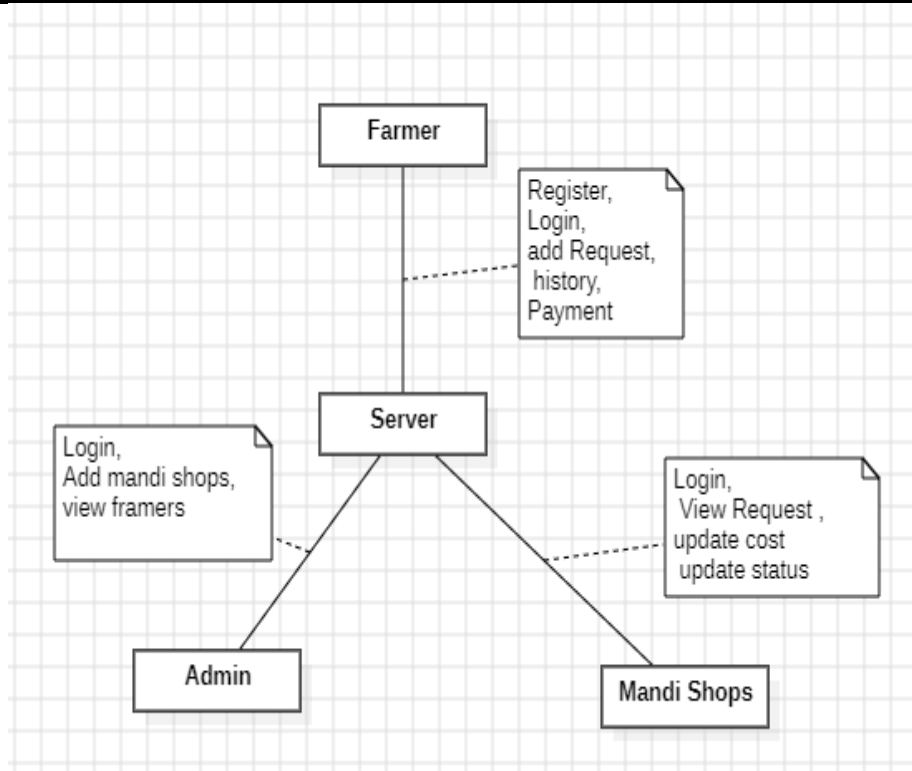 Farmer
Register,
Login,
add Request,
history,
Payment
Server
Login,
Add mandi shops,
view framers
Login,
View Request ,
update cost
update status
Admin
Mandi Shops